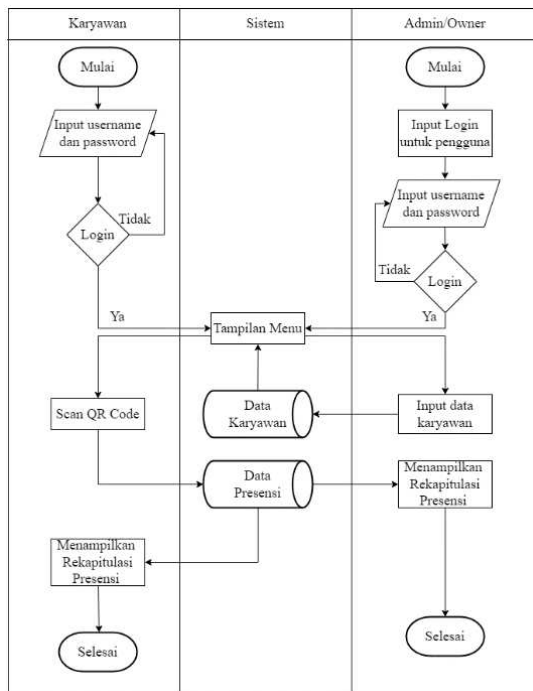 Karyawan
Sistem
Admin/Owner
Mulai
Mulai
Input username
dan password
Input Login
untuk pengguna
Input username
dan password
Tidak
Login
Tidak
Login
Ya
Ya
Tampilan Menu
Scan QR Code
Data
Karyawan
Input data
karyawan
Data
Presensi
Menampilkan
Rekapitulasi
Presensi
Menampilkan
Rekapitulasi
Presensi
Selesai
Selesai